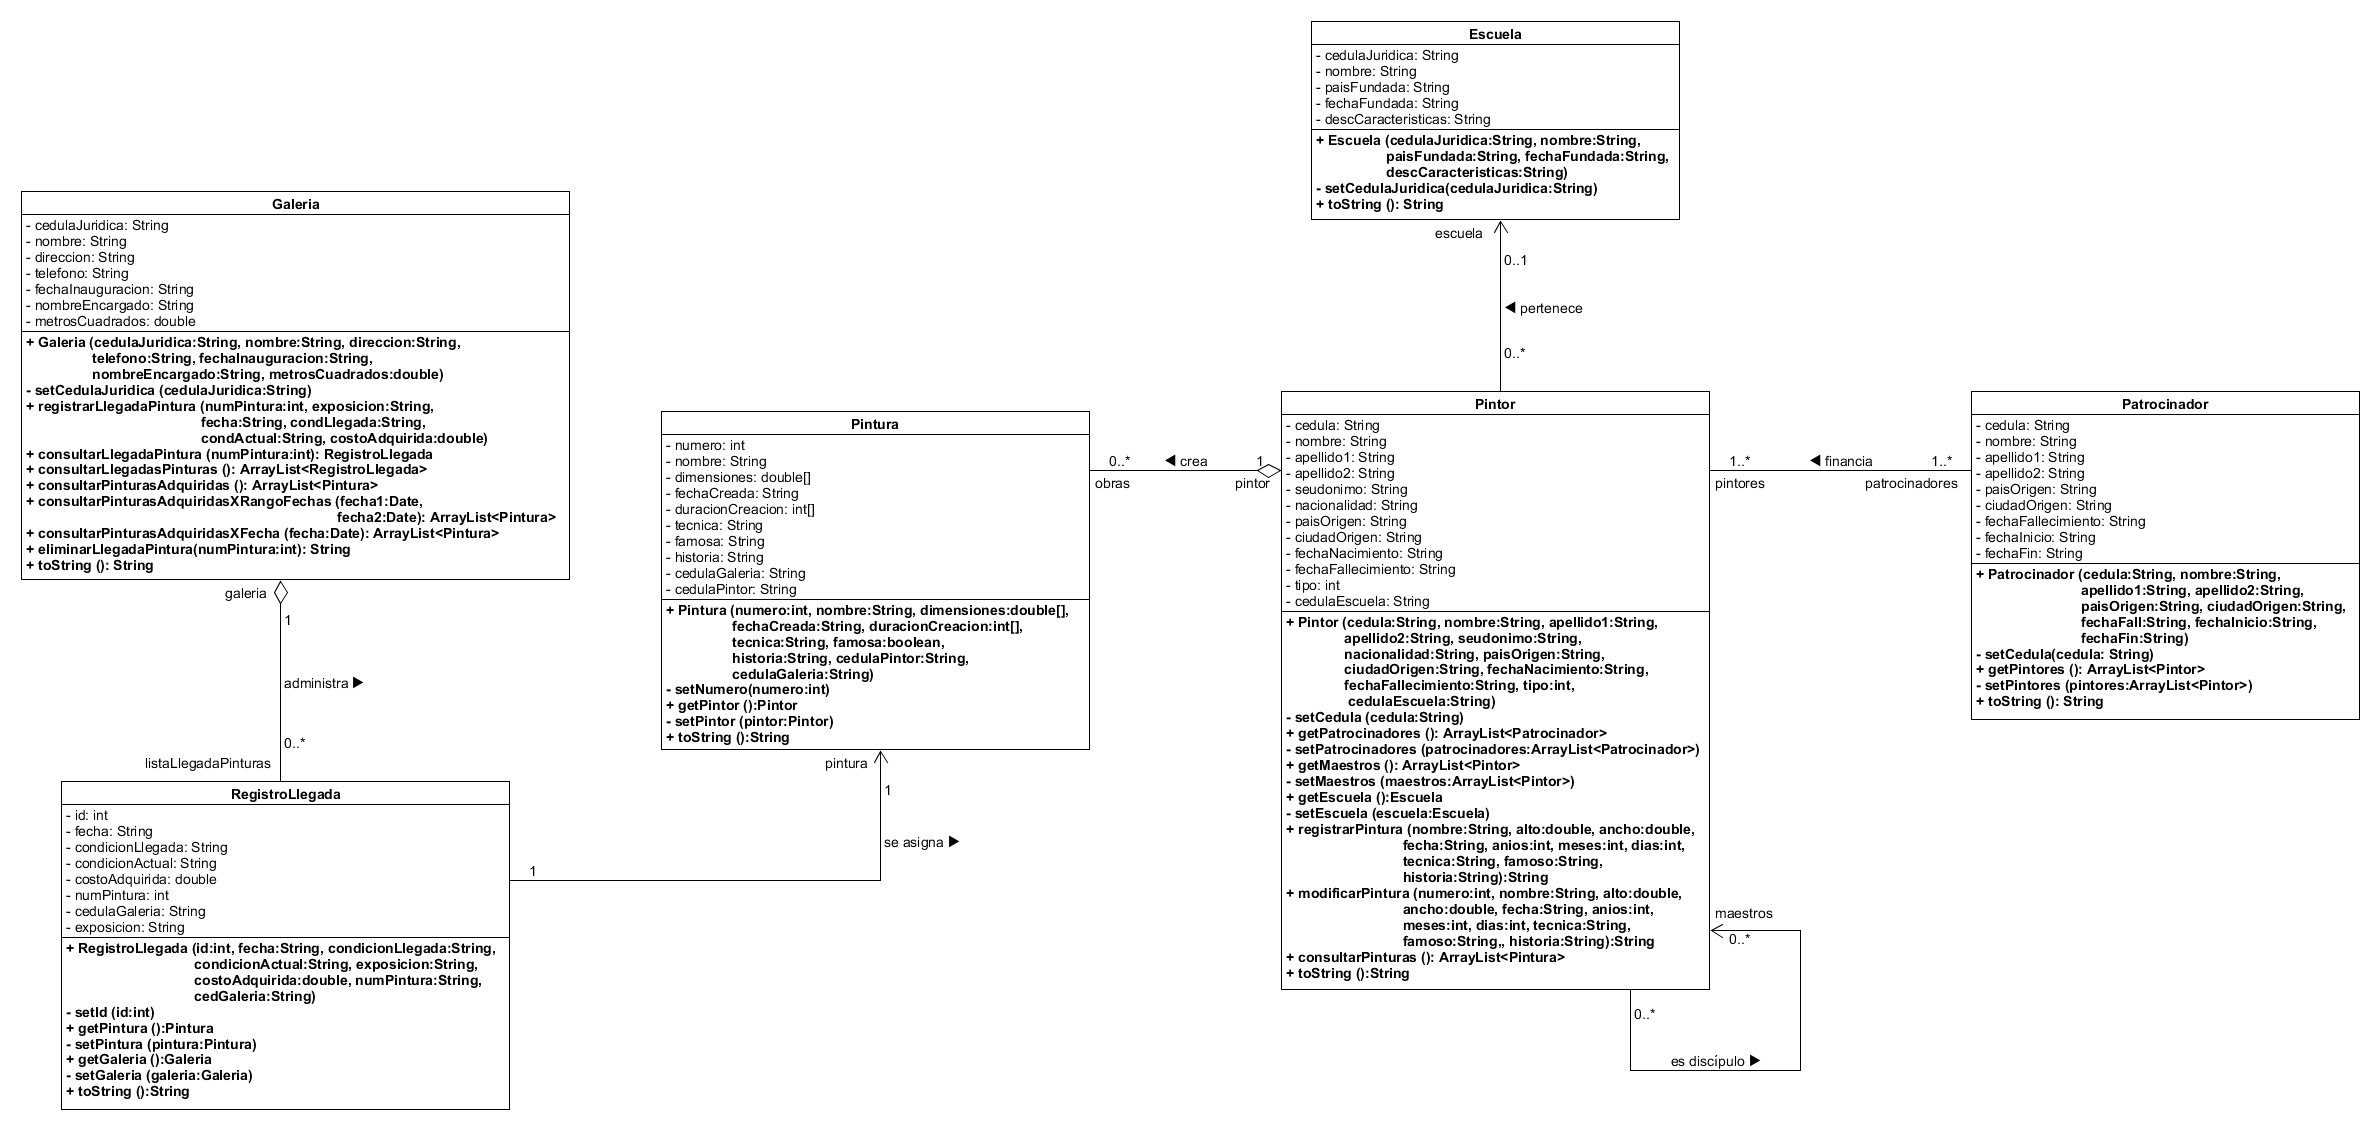 Escuela
- cedulaJuridica: String
- nombre: String
- paisFundada: String
- fechaFundada: String
- descCaracteristicas: String
+ Escuela (cedulaJuridica:String, nombre:String,
paisFundada:String, fechaFundada:String,
descCaracteristicas:String)
- setCedulaJuridica(cedulaJuridica:String)
+ toString (): String
escuela
0..1
◀ pertenece
0..*
Galeria
- cedulaJuridica: String
- nombre: String
- direccion: String
- telefono: String
- fechaInauguracion: String
- nombreEncargado: String
- metrosCuadrados: double
+ Galeria (cedulaJuridica:String, nombre:String, direccion:String,
telefono:String, fechaInauguracion:String,
nombreEncargado:String, metrosCuadrados:double)
- setCedulaJuridica (cedulaJuridica:String)
+ registrarLlegadaPintura (numPintura:int, exposicion:String,
fecha:String, condLlegada:String,
condActual:String, costoAdquirida:double)
+ consultarLlegadaPintura (numPintura:int): RegistroLlegada
+ consultarLlegadasPinturas (): ArrayList<RegistroLlegada>
+ consultarPinturasAdquiridas (): ArrayList<Pintura>
+ consultarPinturasAdquiridasXRangoFechas (fecha1:Date,
fecha2:Date): ArrayList<Pintura>
+ consultarPinturasAdquiridasXFecha (fecha:Date): ArrayList<Pintura>
+ eliminarLlegadaPintura(numPintura:int): String
+ toString (): String
galeria
1
administra ▶
0..*
listaLlegadaPinturas
RegistroLlegada
- id: int
- fecha: String
- condicionLlegada: String
- condicionActual: String
- costoAdquirida: double
- numPintura: int
- cedulaGaleria: String
- exposicion: String
+ RegistroLlegada (id:int, fecha:String, condicionLlegada:String,
condicionActual:String, exposicion:String,
costoAdquirida:double, numPintura:String,
cedGaleria:String)
- setId (id:int)
+ getPintura ():Pintura
- setPintura (pintura:Pintura)
+ getGaleria ():Galeria
- setGaleria (galeria:Galeria)
+ toString ():String
1
se asigna ▶
1
pintura
Pintura
- numero: int
- nombre: String
- dimensiones: double[]
- fechaCreada: String
- duracionCreacion: int[]
- tecnica: String
- famosa: String
- historia: String
- cedulaGaleria: String
- cedulaPintor: String
+ Pintura (numero:int, nombre:String, dimensiones:double[],
fechaCreada:String, duracionCreacion:int[],
tecnica:String, famosa:boolean,
historia:String, cedulaPintor:String,
cedulaGaleria:String)
- setNumero(numero:int)
+ getPintor ():Pintor
- setPintor (pintor:Pintor)
+ toString ():String
0..* ◀ crea 1
obras pintor
Pintor
- cedula: String
- nombre: String
- apellido1: String
- apellido2: String
- seudonimo: String
- nacionalidad: String
- paisOrigen: String
- ciudadOrigen: String
- fechaNacimiento: String
- fechaFallecimiento: String
- tipo: int
- cedulaEscuela: String
+ Pintor (cedula:String, nombre:String, apellido1:String,
apellido2:String, seudonimo:String,
nacionalidad:String, paisOrigen:String,
ciudadOrigen:String, fechaNacimiento:String,
fechaFallecimiento:String, tipo:int,
cedulaEscuela:String)
- setCedula (cedula:String)
+ getPatrocinadores (): ArrayList<Patrocinador>
- setPatrocinadores (patrocinadores:ArrayList<Patrocinador>)
+ getMaestros (): ArrayList<Pintor>
- setMaestros (maestros:ArrayList<Pintor>)
+ getEscuela ():Escuela
- setEscuela (escuela:Escuela)
+ registrarPintura (nombre:String, alto:double, ancho:double,
fecha:String, anios:int, meses:int, dias:int,
tecnica:String, famoso:String,
historia:String):String
+ modificarPintura (numero:int, nombre:String, alto:double,
ancho:double, fecha:String, anios:int,
meses:int, dias:int, tecnica:String,
famoso:String,, historia:String):String
+ consultarPinturas (): ArrayList<Pintura>
+ toString ():String
maestros
0..*
0..*
es discípulo ▶
1..* ◀ financia 1..*
pintores patrocinadores
Patrocinador
- cedula: String
- nombre: String
- apellido1: String
- apellido2: String
- paisOrigen: String
- ciudadOrigen: String
- fechaFallecimiento: String
- fechaInicio: String
- fechaFin: String
+ Patrocinador (cedula:String, nombre:String,
apellido1:String, apellido2:String,
paisOrigen:String, ciudadOrigen:String,
fechaFall:String, fechaInicio:String,
fechaFin:String)
- setCedula(cedula: String)
+ getPintores (): ArrayList<Pintor>
- setPintores (pintores:ArrayList<Pintor>)
+ toString (): String